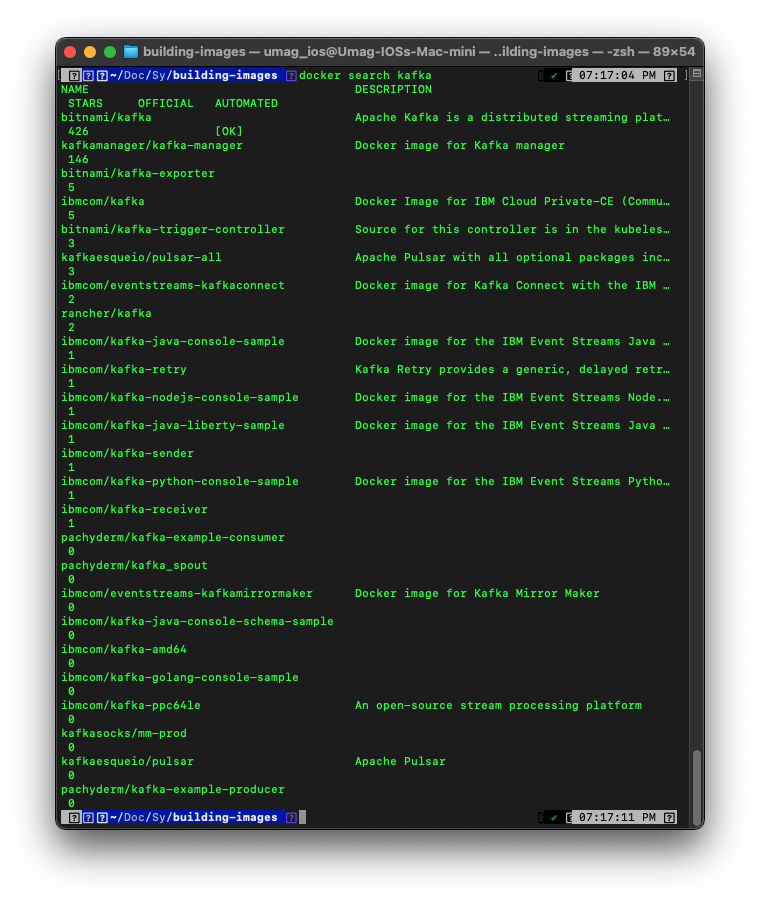 building-images — umag_ios@Umag-IOSs-Mac-mini — ..ilding-images — -zsh — 89×54
~/Doc/Sy/building-images docker search kafka ✔ 07:17:04 PM
NAME DESCRIPTION
STARS OFFICIAL AUTOMATED
bitnami/kafka Apache Kafka is a distributed streaming plat…
426 [OK]
kafkamanager/kafka-manager Docker image for Kafka manager
146
bitnami/kafka-exporter
5
ibmcom/kafka Docker Image for IBM Cloud Private-CE (Commu…
5
bitnami/kafka-trigger-controller Source for this controller is in the kubeles…
3
kafkaesqueio/pulsar-all Apache Pulsar with all optional packages inc…
3
ibmcom/eventstreams-kafkaconnect Docker image for Kafka Connect with the IBM …
2
rancher/kafka
2
ibmcom/kafka-java-console-sample Docker image for the IBM Event Streams Java …
1
ibmcom/kafka-retry Kafka Retry provides a generic, delayed retr…
1
ibmcom/kafka-nodejs-console-sample Docker image for the IBM Event Streams Node.…
1
ibmcom/kafka-java-liberty-sample Docker image for the IBM Event Streams Java …
1
ibmcom/kafka-sender
1
ibmcom/kafka-python-console-sample Docker image for the IBM Event Streams Pytho…
1
ibmcom/kafka-receiver
1
pachyderm/kafka-example-consumer
0
pachyderm/kafka_spout
0
ibmcom/eventstreams-kafkamirrormaker Docker image for Kafka Mirror Maker
0
ibmcom/kafka-java-console-schema-sample
0
ibmcom/kafka-amd64
0
ibmcom/kafka-golang-console-sample
0
ibmcom/kafka-ppc64le An open-source stream processing platform
0
kafkasocks/mm-prod
0
kafkaesqueio/pulsar Apache Pulsar
0
pachyderm/kafka-example-producer
0
~/Doc/Sy/building-images ✔ 07:17:11 PM